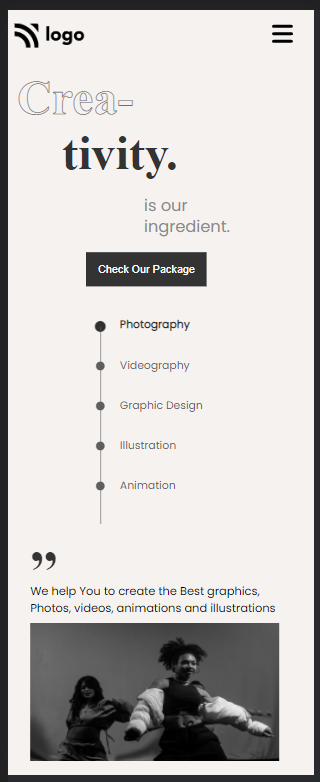 logo
Crea-
tivity.
is our
ingredient.
Check Our Package
Photography
Videography
Graphic Design
Illustration
Animation
”
We help You to create the Best graphics,
Photos, videos, animations and illustrations